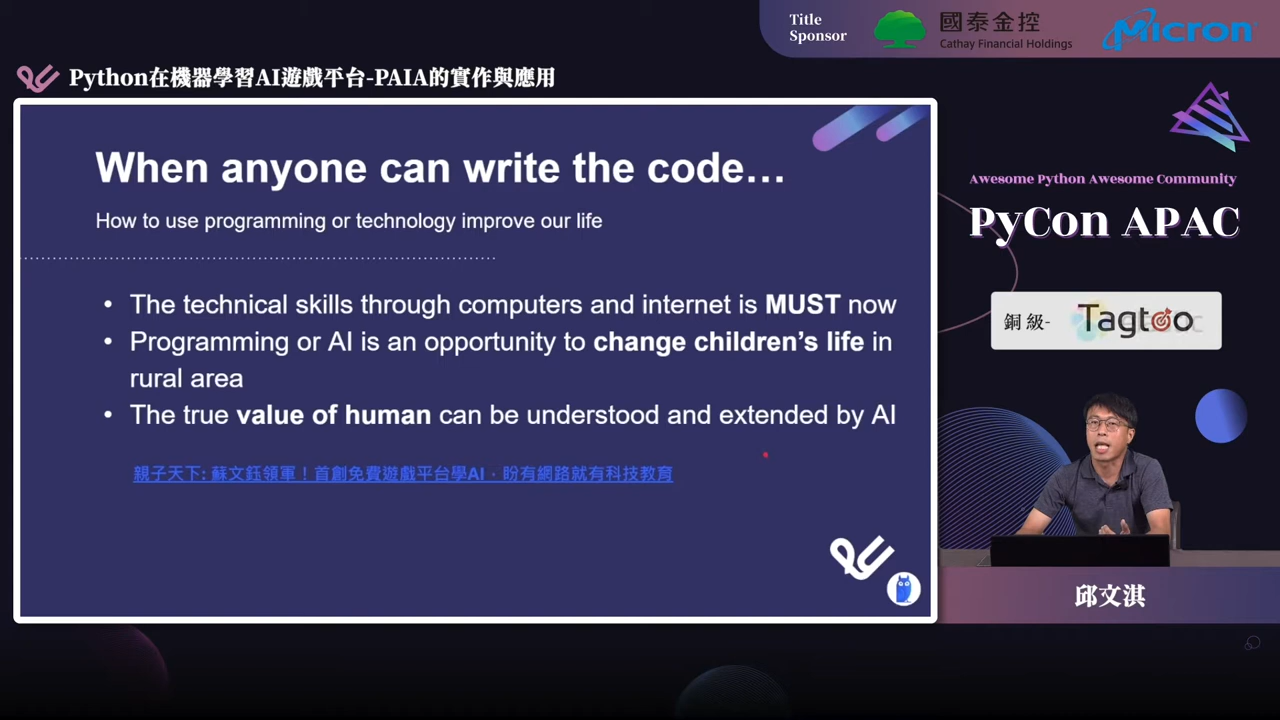 Title
Sponsor
國泰金控
Cathay Financial Holdings
Micron
Python在機器學習AI遊戲平台-PAIA的實作與應用
When anyone can write the code…
How to use programming or technology improve our life
• The technical skills through computers and internet is MUST now
• Programming or AI is an opportunity to change children’s life in
rural area
• The true value of human can be understood and extended by AI
親子天下: 蘇文鈺領軍！首創免費遊戲平台學AI，盼有網路就有科技教育
Awesome Python Awesome Community
PyCon APAC
銅級- Tagtoo
邱文淇